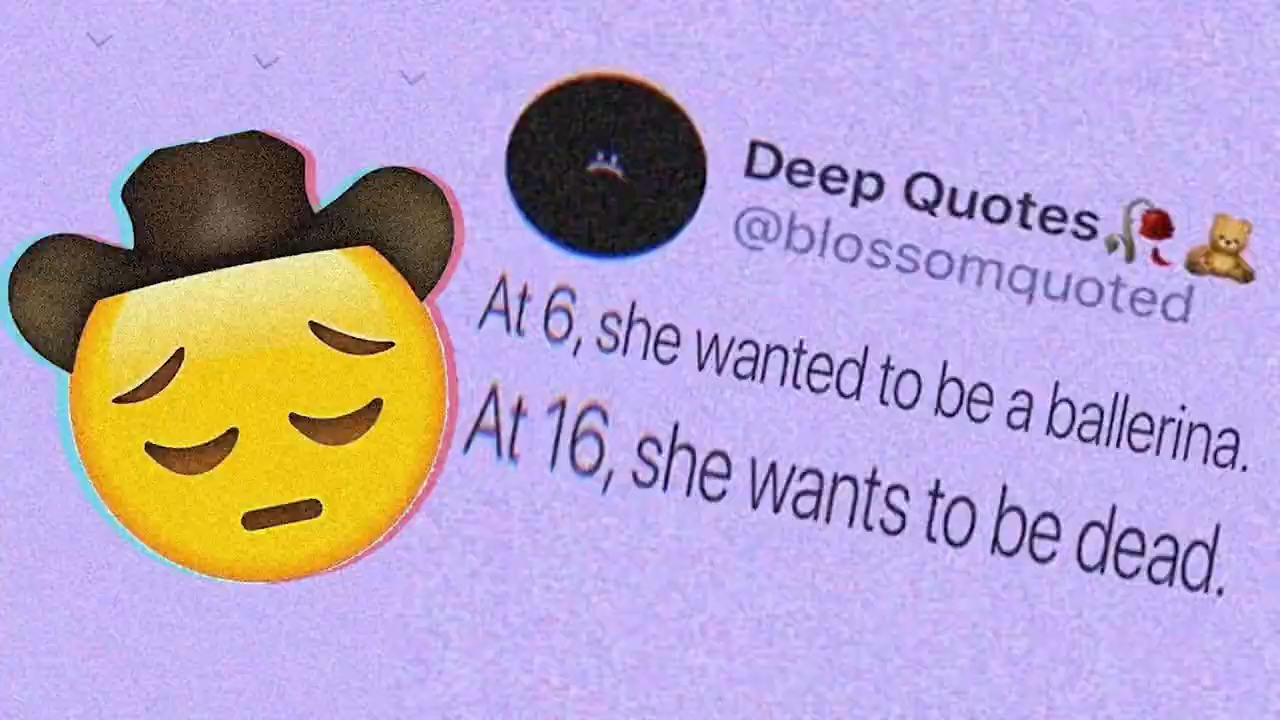 Deep Quotes🥀🧸
@blossomquoted
At 6, she wanted to be a ballerina.
At 16, she wants to be dead.